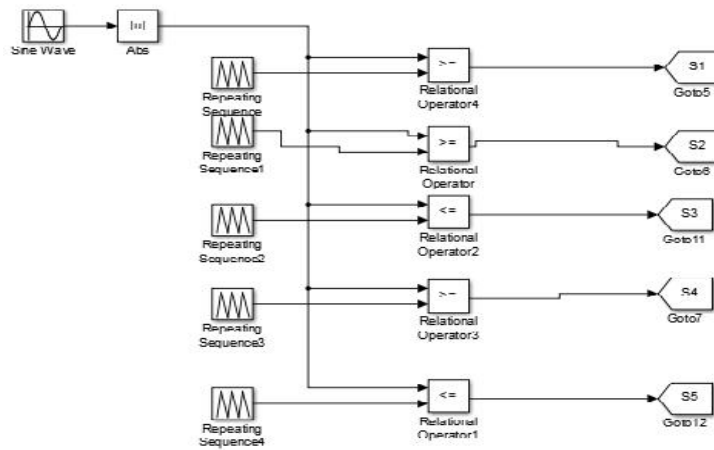 |u|
Sine Wave
Abs
>=
S1
Repeating
Sequence
Relational
Operator4
Goto5
>=
S2
Repeating
Sequence1
Relational
Operator
Goto6
<=
S3
Repeating
Sequence2
Relational
Operator2
Goto11
>=
S4
Repeating
Sequence3
Relational
Operator3
Goto7
<=
S5
Repeating
Sequence4
Relational
Operator1
Goto12